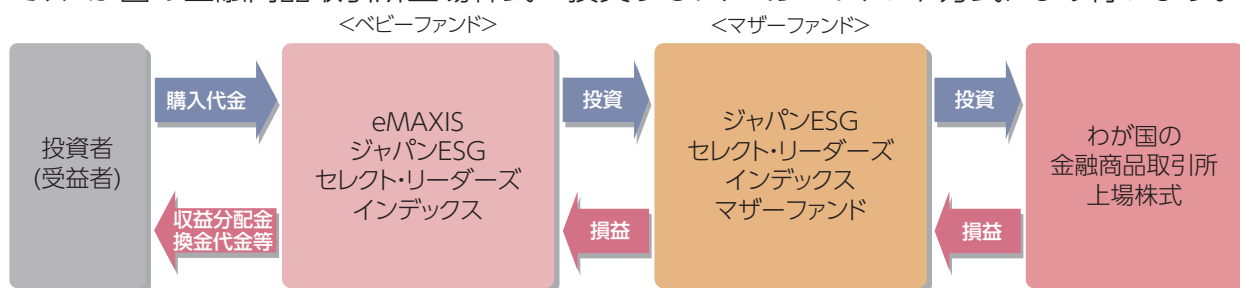 <ベビーファンド>
<マザーファンド>
投資者
(受益者)
購入代金
収益分配金
換金代金等
eMAXIS
ジャパンESG
セレクト・リーダーズ
インデックス
投資
損益
ジャパンESG
セレクト・リーダーズ
インデックス
マザーファンド
投資
損益
わが国の
金融商品取引所
上場株式